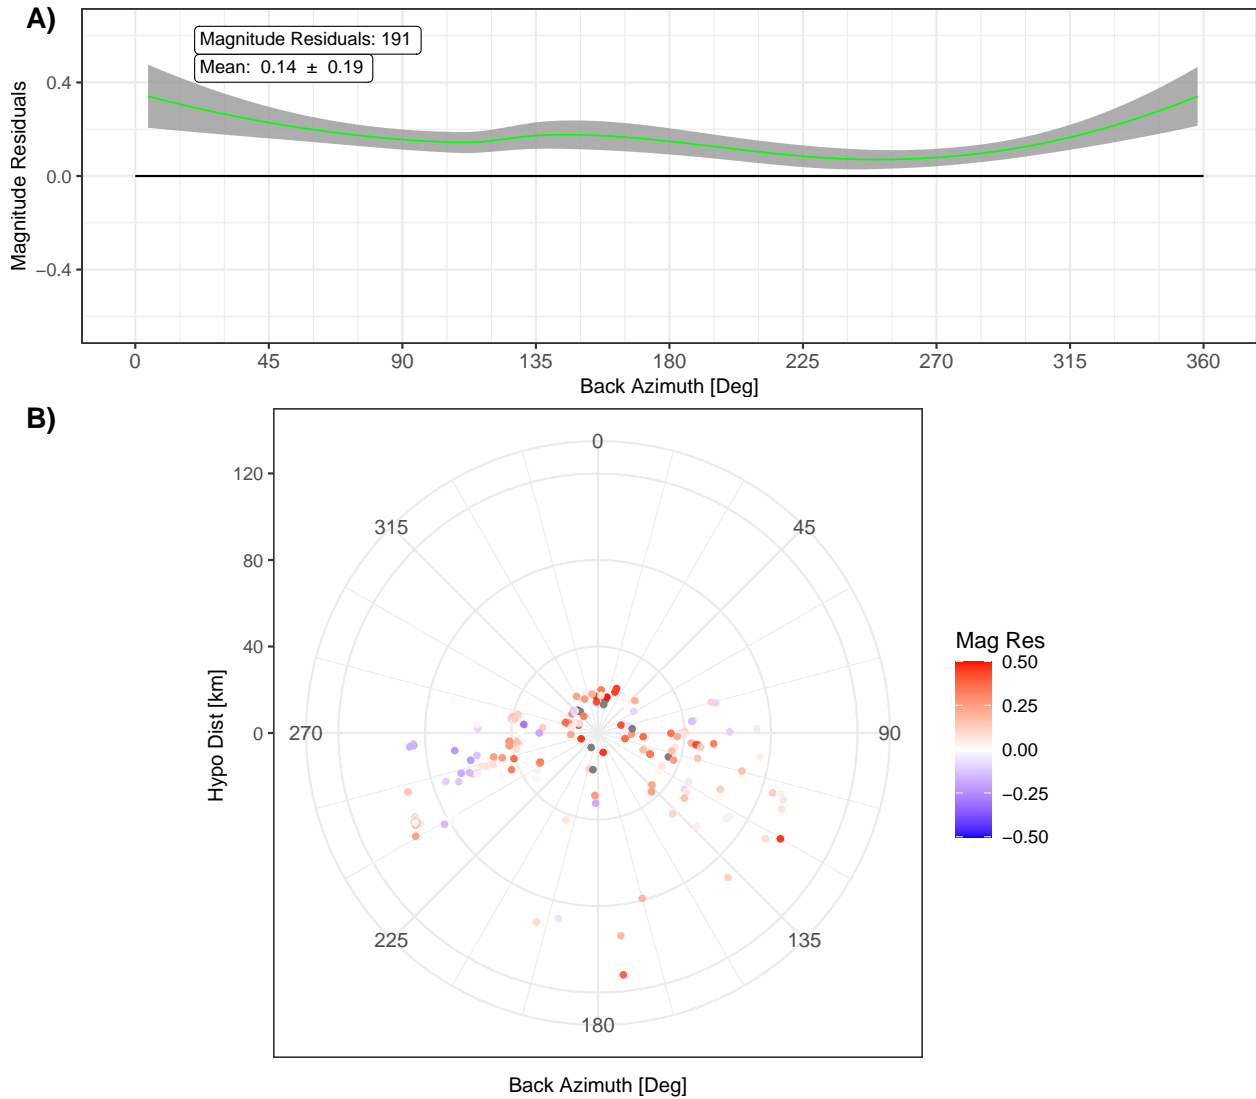 A)
Magnitude Residuals: 191
Mean: 0.14 ± 0.19
Magnitude Residuals
0.4
0.0
−0.4
0 45 90 135 180 225 270 315 360
Back Azimuth [Deg]
B)
Hypo Dist [km]
120
80
40
0
0
45
90
135
180
225
270
315
Back Azimuth [Deg]
Mag Res
0.50
0.25
0.00
−0.25
−0.50